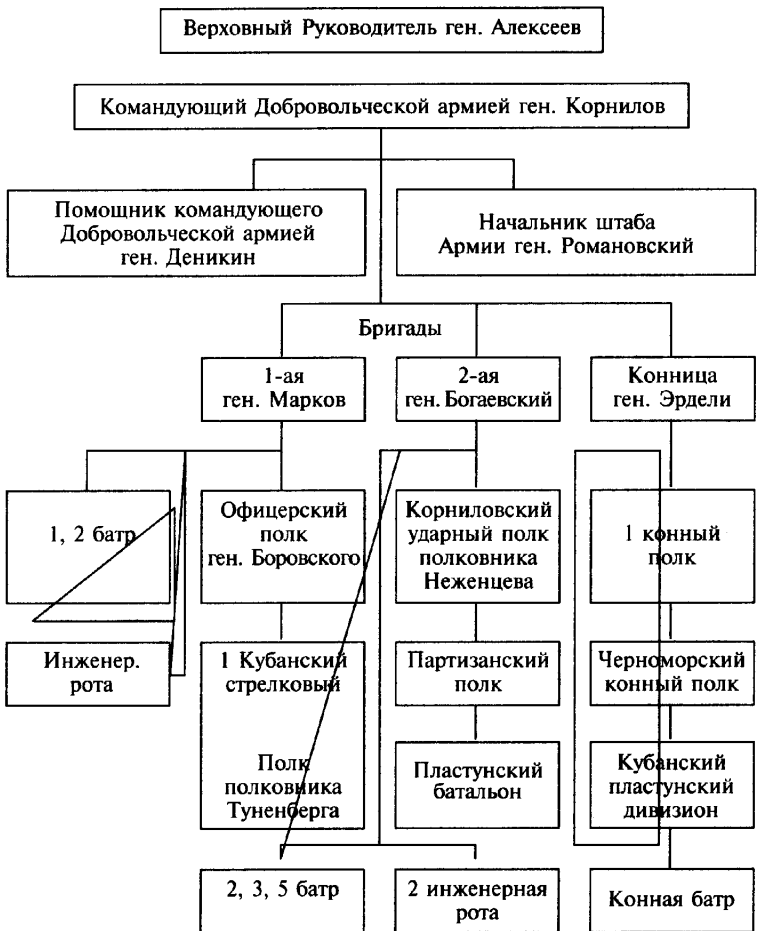 Верховный Руководитель ген. Алексеев
Командующий Добровольческой армией ген. Корнилов
Помощник командующего
Добровольческой армией
ген. Деникин
Начальник штаба
Армии ген. Романовский
Бригады
1-ая
ген. Марков
2-ая
ген. Богаевский
Конница
ген. Эрдели
1, 2 батр
Офицерский
полк
ген. Боровского
Корниловский
ударный полк
полковника
Неженцева
1 конный
полк
Инженер.
рота
1 Кубанский
стрелковый
Полк
полковника
Туненберга
Партизанский
полк
Черноморский
конный полк
Пластунский
батальон
Кубанский
пластунский
дивизион
2, 3, 5 батр
2 инженерная
рота
Конная батр